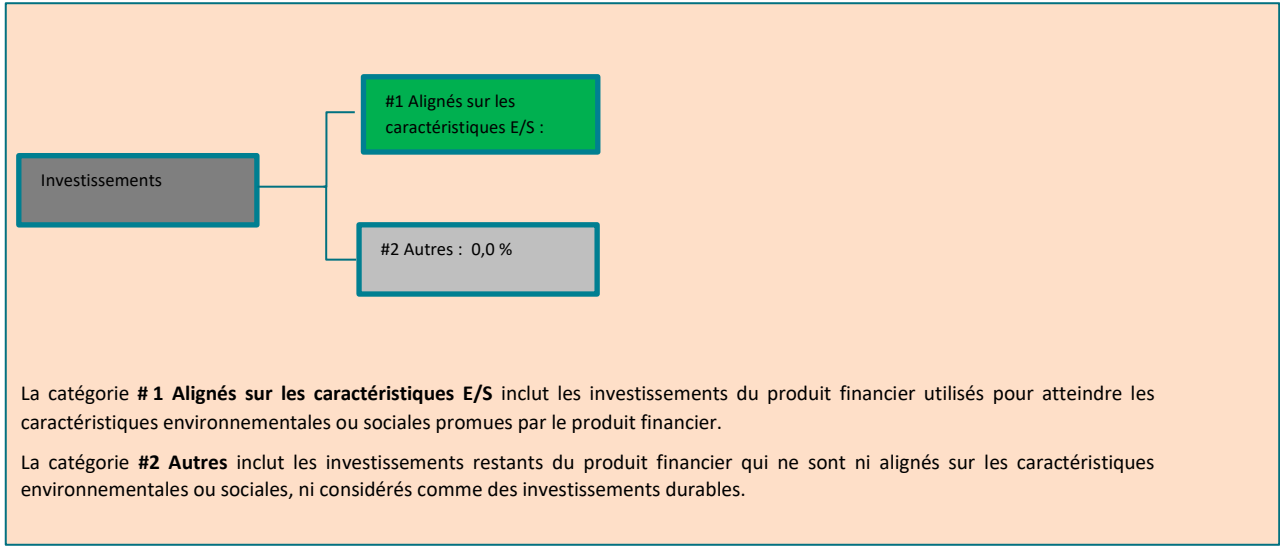 #1 Alignés sur les
caractéristiques E/S :
Investissements
#2 Autres :  0,0 %
La catégorie # 1 Alignés sur les caractéristiques E/S inclut les investissements du produit financier utilisés pour atteindre les
caractéristiques environnementales ou sociales promues par le produit financier.
La catégorie #2 Autres inclut les investissements restants du produit financier qui ne sont ni alignés sur les caractéristiques
environnementales ou sociales, ni considérés comme des investissements durables.